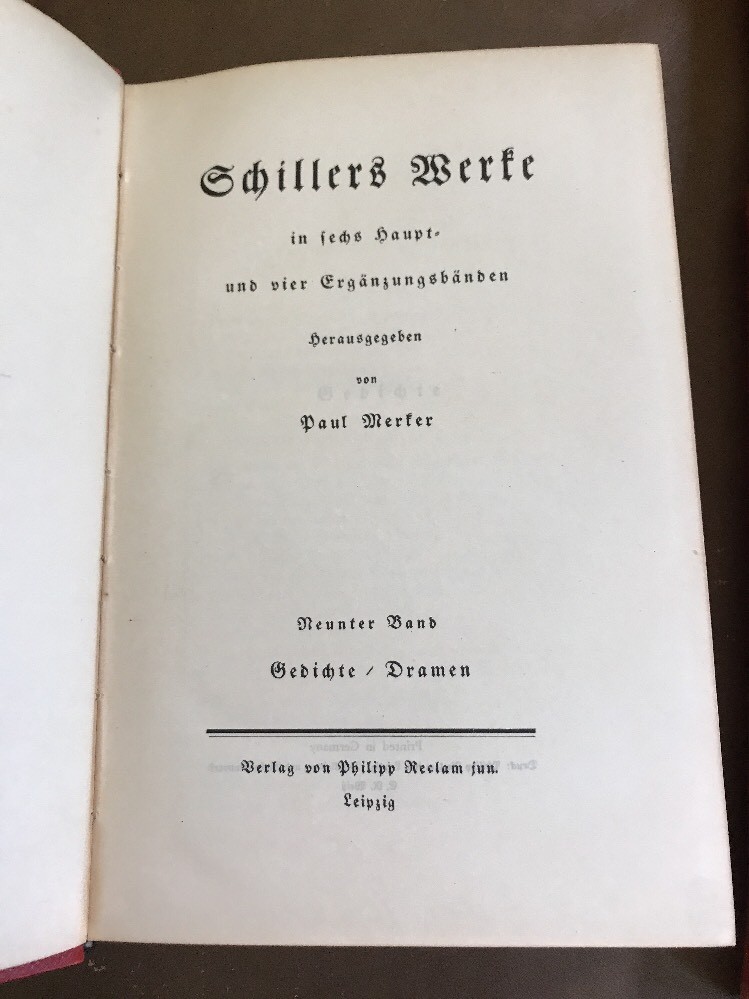 Schillers Werke
in sechs Haupt-
und vier Ergänzungsbänden
Herausgegeben
von
Paul Merker
Neunter Band
Gedichte / Dramen
Verlag von Philipp Reclam jun.
Leipzig